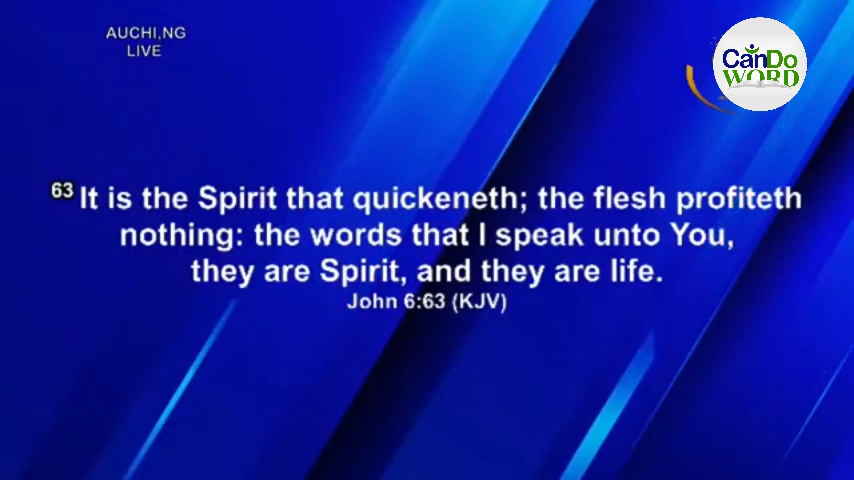 AUCHI,NG
LIVE
CanDo
WORD
63 It is the Spirit that quickeneth; the flesh profiteth
nothing: the words that I speak unto You,
they are Spirit, and they are life.
John 6:63 (KJV)